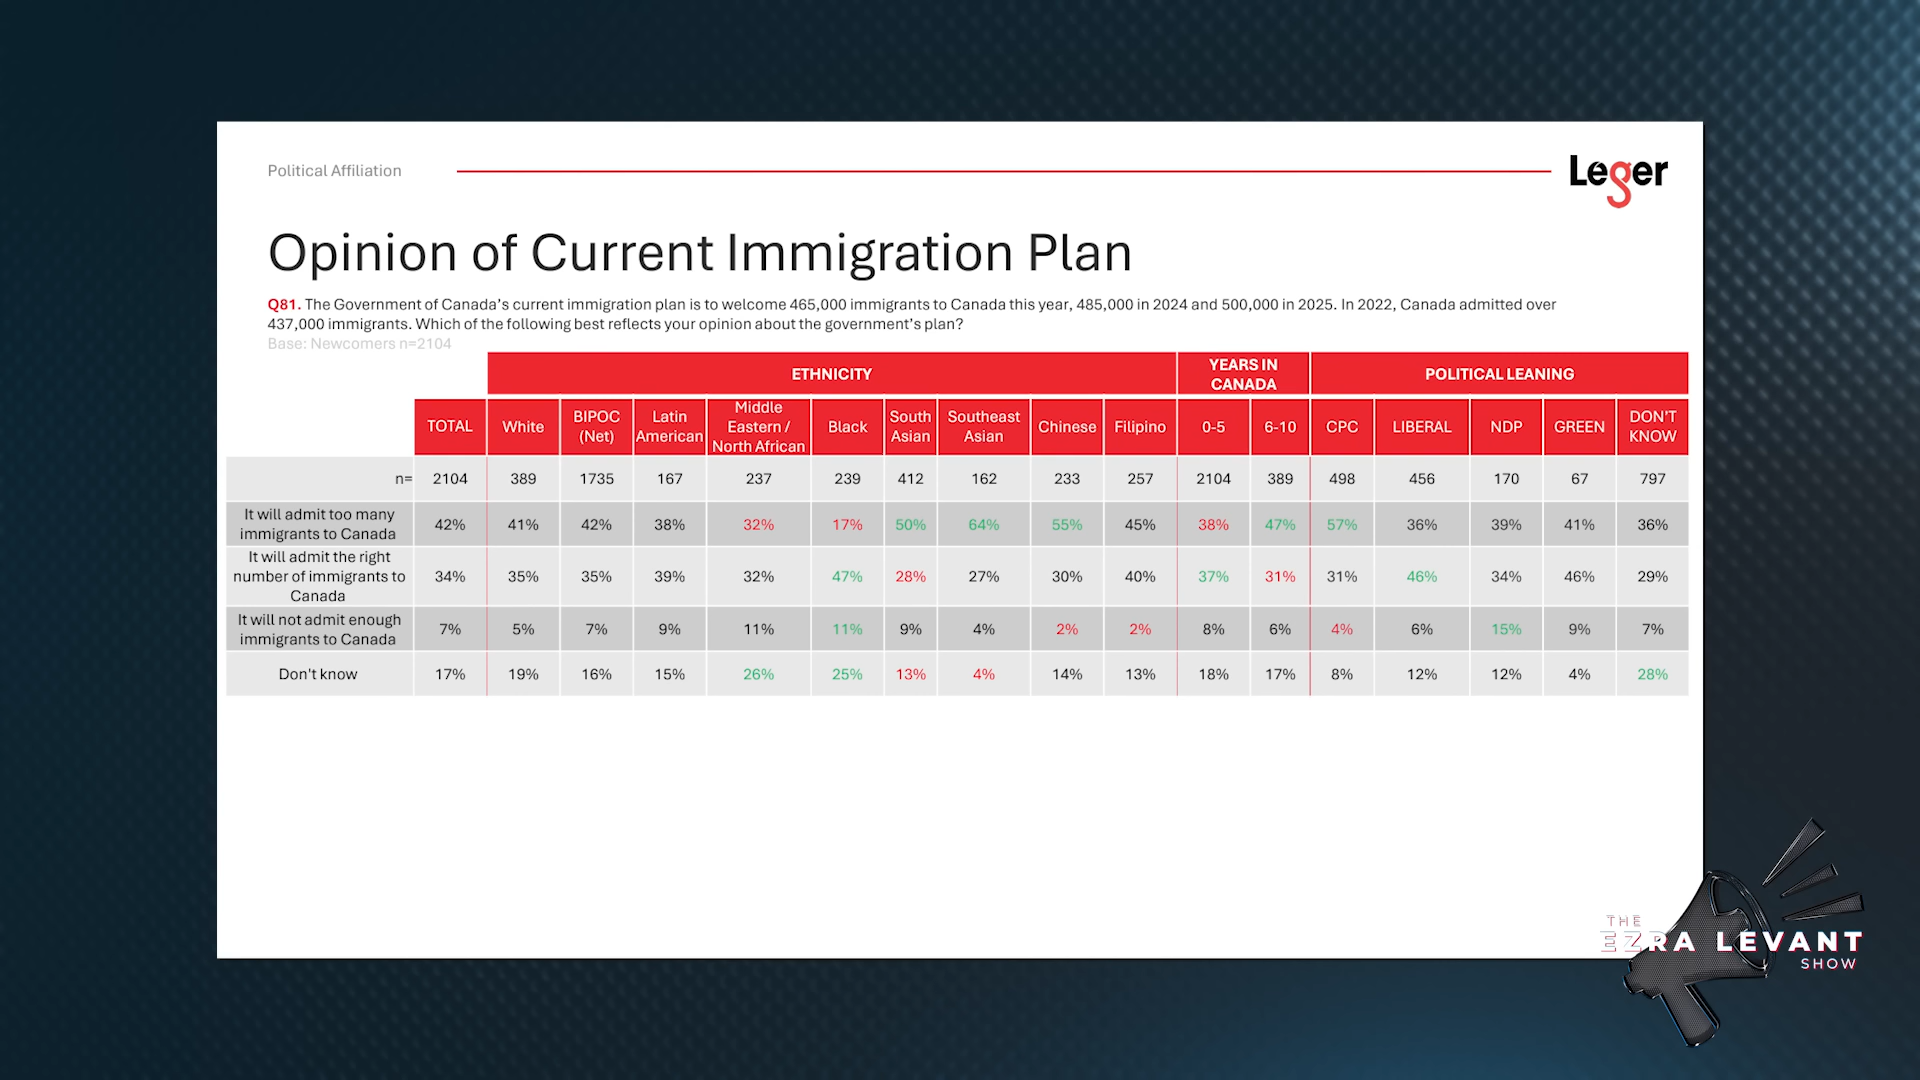 Political Affiliation
Leger
Opinion of Current Immigration Plan
Q81. The Government of Canada's current immigration plan is to welcome 465,000 immigrants to Canada this year, 485,000 in 2024 and 500,000 in 2025. In 2022, Canada admitted over
437,000 immigrants. Which of the following best reflects your opinion about the government's plan?
Base: Newcomers n=2104
ETHNICITY
YEARS IN
CANADA
POLITICAL LEANING
TOTAL
White
BIPOC
(Net)
Latin
American
Middle
Eastern /
North African
Black
South
Asian
Southeast
Asian
Chinese
Filipino
0-5
6-10
CPC
LIBERAL
NDP
GREEN
DON'T
KNOW
n= 2104 389 1735 167 237 239 412 162 233 257 2104 389 498 456 170 67 797
It will admit too many
immigrants to Canada
42% 41% 42% 38% 32% 17% 50% 64% 55% 45% 38% 47% 57% 36% 39% 41% 36%
It will admit the right
number of immigrants to
Canada
34% 35% 35% 39% 32% 47% 28% 27% 30% 40% 37% 31% 31% 46% 34% 46% 29%
It will not admit enough
immigrants to Canada
7% 5% 7% 9% 11% 11% 9% 4% 2% 2% 8% 6% 4% 6% 15% 9% 7%
Don't know 17% 19% 16% 15% 26% 25% 13% 4% 14% 13% 18% 17% 8% 12% 12% 4% 28%
THE
EZRA LEVANT
SHOW